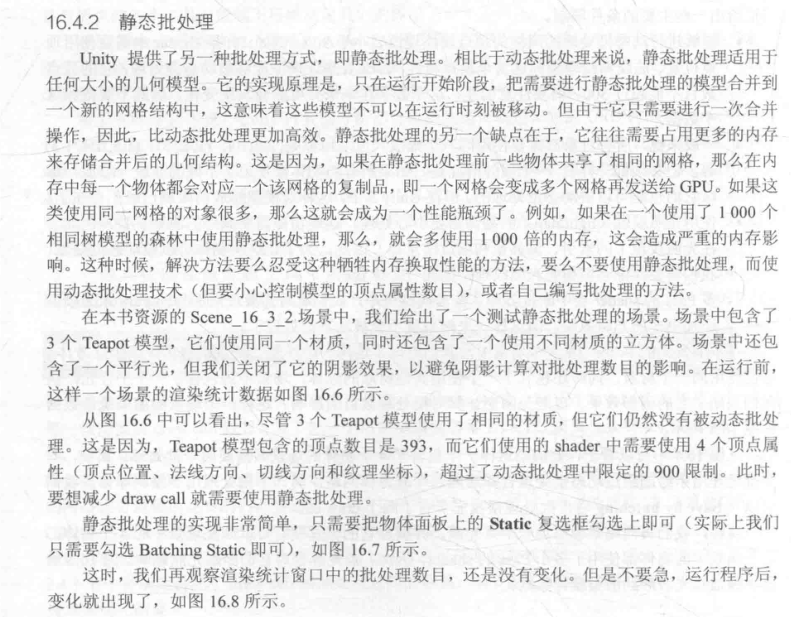 16.4.2 静态批处理
Unity 提供了另一种批处理方式，即静态批处理。相比于动态批处理来说，静态批处理适用于
任何大小的几何模型。它的实现原理是，只在运行开始阶段，把需要进行静态批处理的模型合并到
一个新的网格结构中，这意味着这些模型不可以在运行时刻被移动。但由于它只需要进行一次合并
操作，因此，比动态批处理更加高效。静态批处理的另一个缺点在于，它往往需要占用更多的内存
来存储合并后的几何结构。这是因为，如果在静态批处理前一些物体共享了相同的网格，那么在内
存中每一个物体都会对应一个该网格的复制品，即一个网格会变成多个网格再发送给 GPU。如果这
类使用同一网格的对象很多，那么这就会成为一个性能瓶颈了。例如，如果在一个使用了 1 000 个
相同树模型的森林中使用静态批处理，那么，就会多使用 1 000 倍的内存，这会造成严重的内存影
响。这种时候，解决方法要么忍受这种牺牲内存换取性能的方法，要么不要使用静态批处理，而使
用动态批处理技术（但要小心控制模型的顶点属性数目），或者自己编写批处理的方法。
在本书资源的 Scene_16_3_2 场景中，我们给出了一个测试静态批处理的场景。场景中包含了
3 个 Teapot 模型，它们使用同一个材质，同时还包含了一个使用不同材质的立方体。场景中还包
含了一个平行光，但我们关闭了它的阴影效果，以避免阴影计算对批处理数目的影响。在运行前，
这样一个场景的渲染统计数据如图 16.6 所示。
从图 16.6 中可以看出，尽管 3 个 Teapot 模型使用了相同的材质，但它们仍然没有被动态批处
理。这是因为，Teapot 模型包含的顶点数目是 393，而它们使用的 shader 中需要使用 4 个顶点属
性（顶点位置、法线方向、切线方向和纹理坐标），超过了动态批处理中限定的 900 限制。此时，
要想减少 draw call 就需要使用静态批处理。
静态批处理的实现非常简单，只需要把物体面板上的 Static 复选框勾选上即可（实际上我们
只需要勾选 Batching Static 即可），如图 16.7 所示。
这时，我们再观察渲染统计窗口中的批处理数目，还是没有变化。但是不要急，运行程序后，
变化就出现了，如图 16.8 所示。